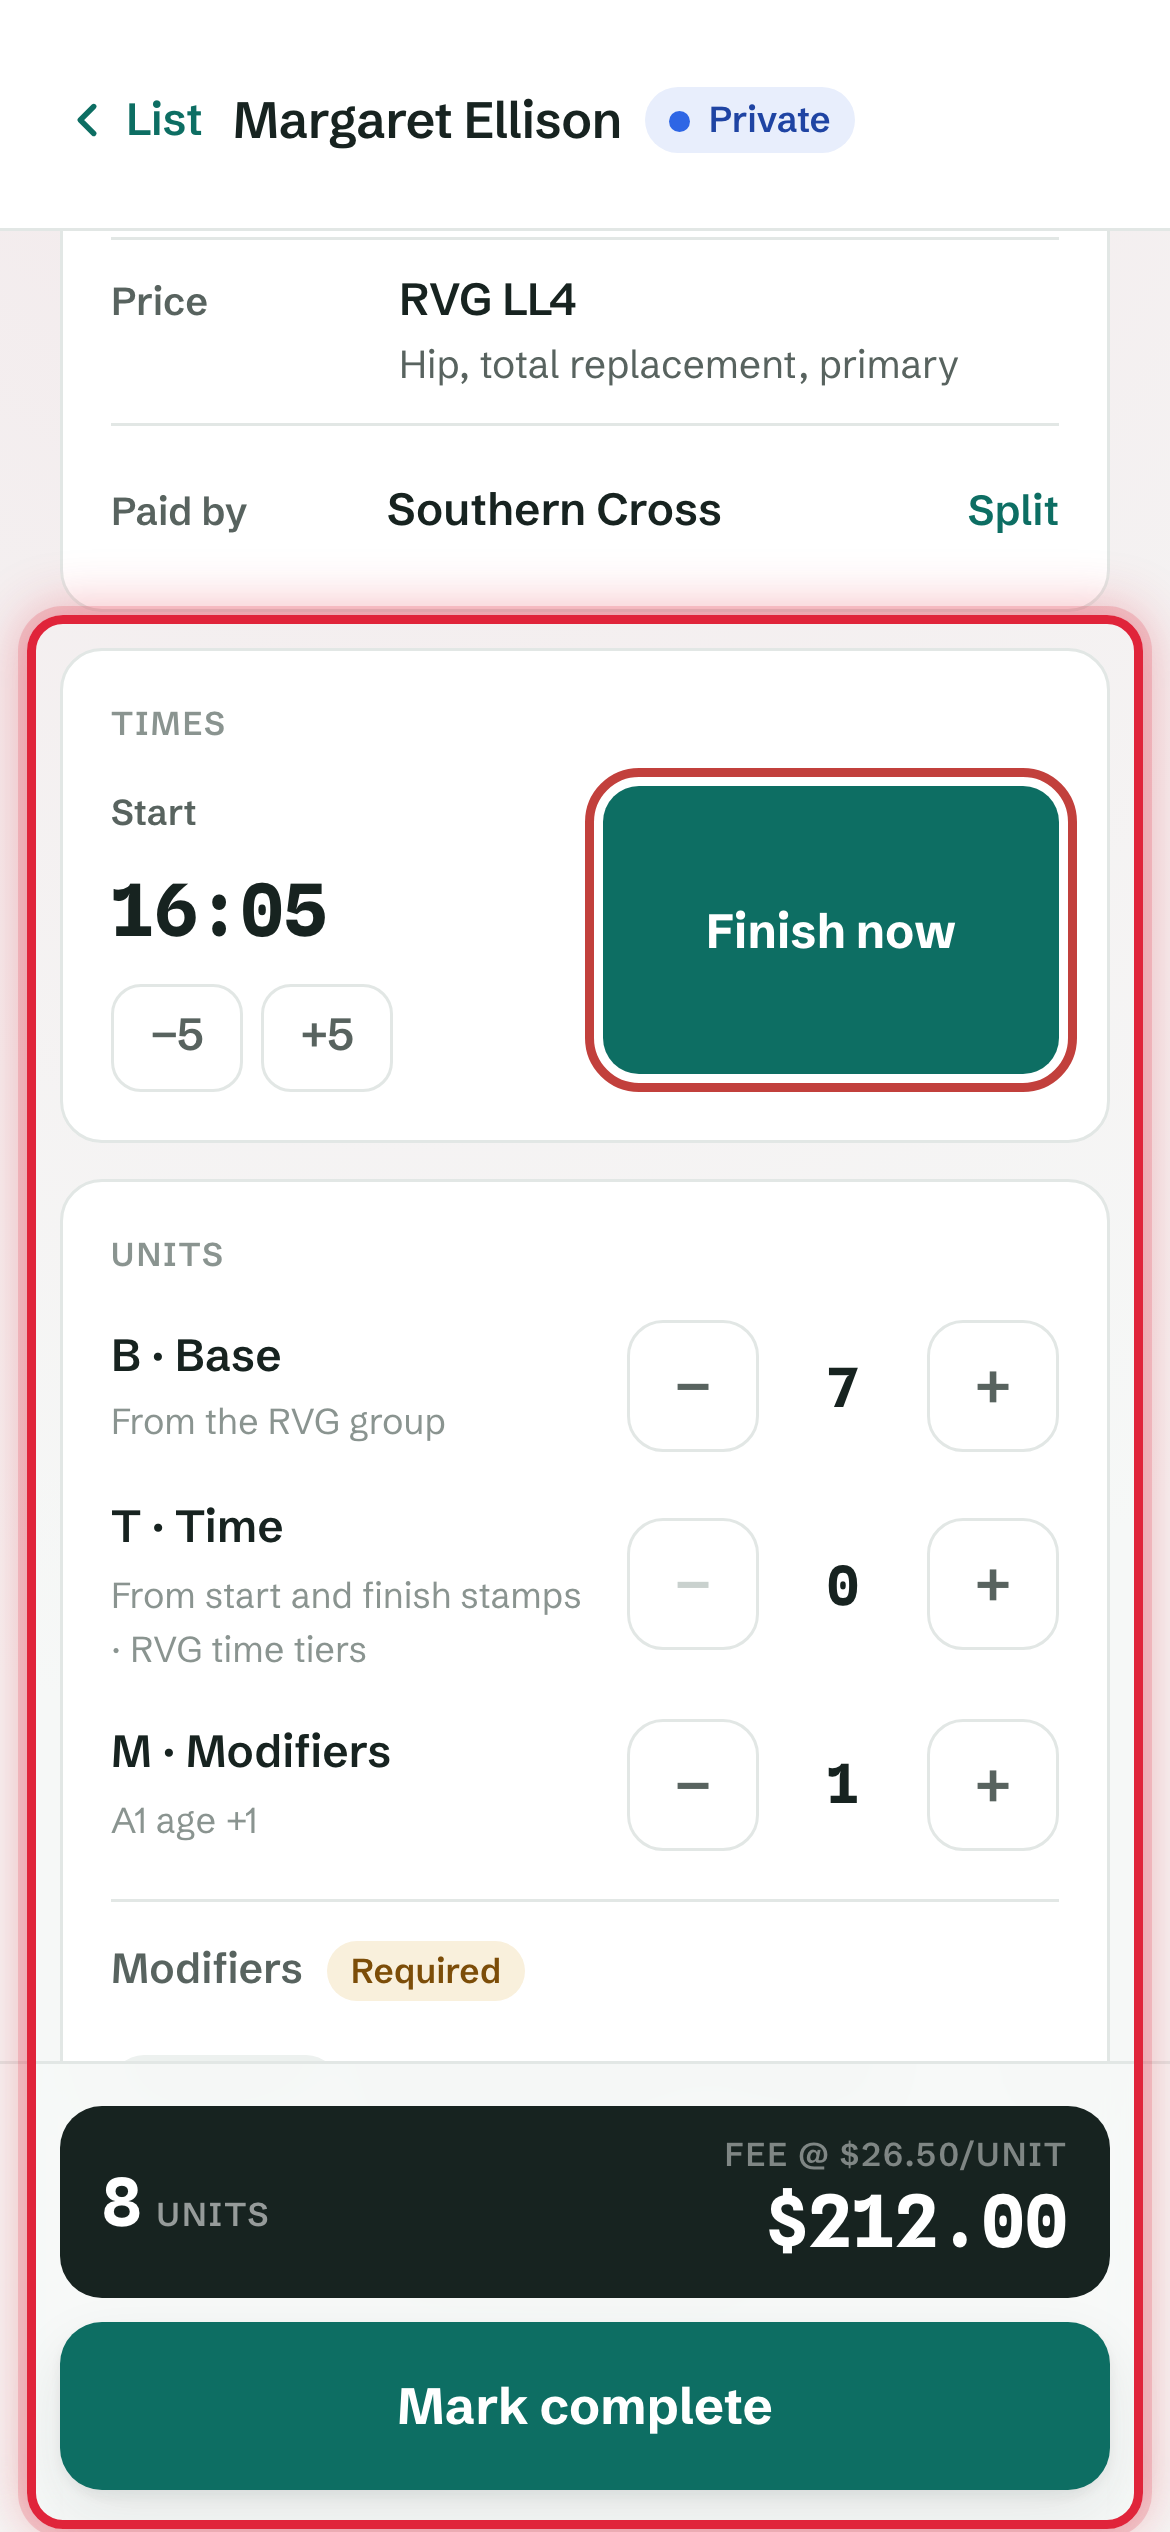 List Margaret Ellison Private
Price RVG LL4
Hip, total replacement, primary
Paid by Southern Cross Split
TIMES
Start
16:05
−5 +5
Finish now
UNITS
B · Base
From the RVG group
− 7 +
T · Time
From start and finish stamps
· RVG time tiers
− 0 +
M · Modifiers
A1 age +1
− 1 +
Modifiers Required
8 UNITS
FEE @ $26.50/UNIT
$212.00
Mark complete